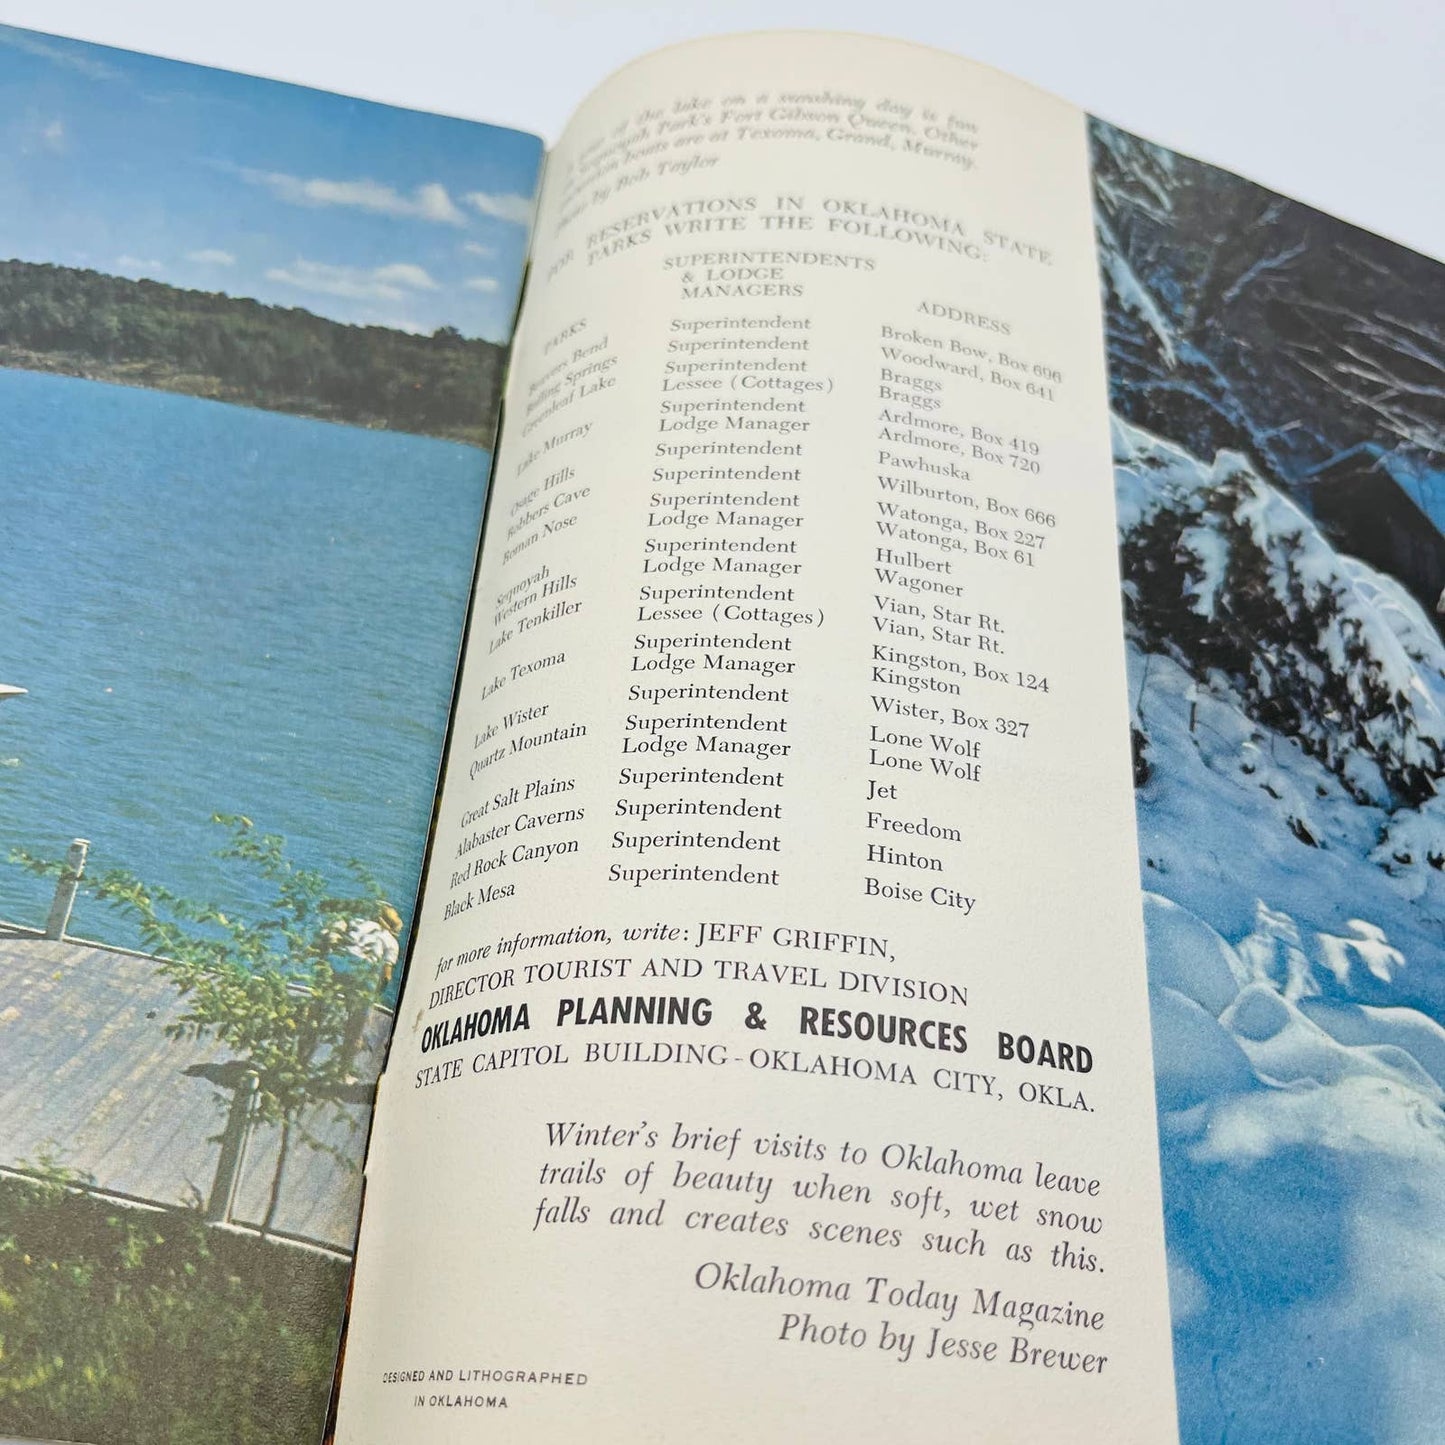 of the lake on a sunshiny day is fun
Sequoyah Park's Fort Gibson Queen. Other
boats are at Texoma, Grand, Murray.
Photo by Bob Taylor
FOR RESERVATIONS IN OKLAHOMA STATE
PARKS WRITE THE FOLLOWING:
PARKS SUPERINTENDENTS & LODGE MANAGERS ADDRESS
Beavers Bend Superintendent Broken Bow, Box 696
Boiling Springs Superintendent Woodward, Box 641
Greenleaf Lake Superintendent Braggs
Lessee (Cottages) Braggs
Lake Murray Superintendent Ardmore, Box 419
Lodge Manager Ardmore, Box 720
Osage Hills Superintendent Pawhuska
Robbers Cave Superintendent Wilburton, Box 666
Roman Nose Superintendent Watonga, Box 227
Lodge Manager Watonga, Box 61
Sequoyah Superintendent Hulbert
Western Hills Lodge Manager Wagoner
Lake Tenkiller Superintendent Vian, Star Rt.
Lessee (Cottages) Vian, Star Rt.
Lake Texoma Superintendent Kingston, Box 124
Lodge Manager Kingston
Lake Wister Superintendent Wister, Box 327
Quartz Mountain Superintendent Lone Wolf
Lodge Manager Lone Wolf
Great Salt Plains Superintendent Jet
Alabaster Caverns Superintendent Freedom
Red Rock Canyon Superintendent Hinton
Black Mesa Superintendent Boise City
for more information, write: JEFF GRIFFIN,
DIRECTOR TOURIST AND TRAVEL DIVISION
OKLAHOMA PLANNING & RESOURCES BOARD
STATE CAPITOL BUILDING - OKLAHOMA CITY, OKLA.
Winter's brief visits to Oklahoma leave
trails of beauty when soft, wet snow
falls and creates scenes such as this.
Oklahoma Today Magazine
Photo by Jesse Brewer
DESIGNED AND LITHOGRAPHED
IN OKLAHOMA